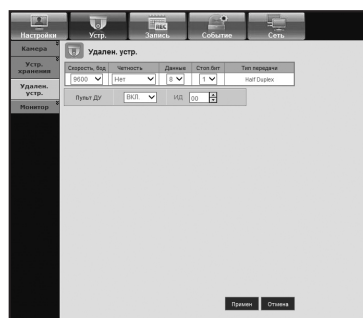 Настройки Устр. Запись Событие Сеть
REC
Камера
Устр. хранения
Удален. устр.
Монитор
Удален. устр.
Скорость, бод Четность Данные Стоп.бит Тип передачи
9600 Нет 8 1 Half Duplex
Пульт ДУ ВКЛ. ИД 00
Примен Отмена